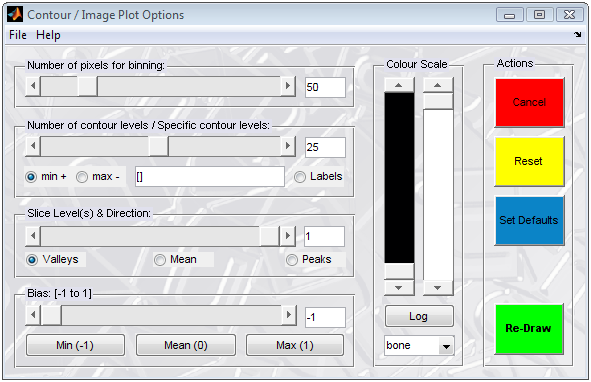 Contour / Image Plot Options
File Help
Number of pixels for binning:
50
Number of contour levels / Specific contour levels:
25
min + max - [] Labels
Slice Level(s) & Direction:
1
Valleys Mean Peaks
Bias: [-1 to 1]
-1
Min (-1) Mean (0) Max (1)
Colour Scale
Log
bone
Actions
Cancel
Reset
Set Defaults
Re-Draw